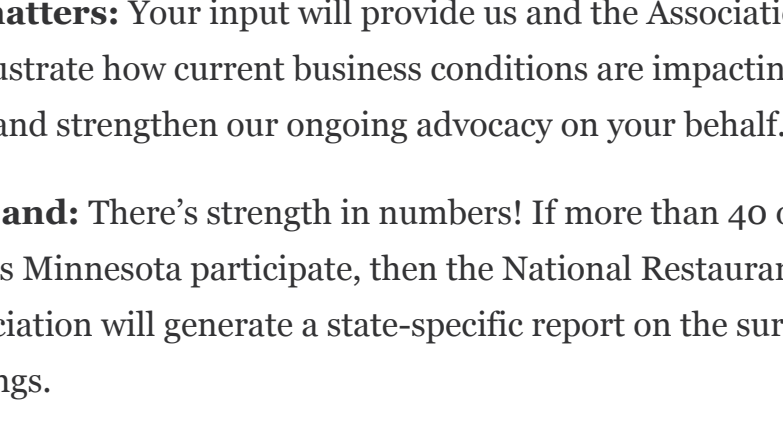 atters: Your input will provide us and the Associati
ustrate how current business conditions are impactin
and strengthen our ongoing advocacy on your behalf.
and: There’s strength in numbers! If more than 40 o
s Minnesota participate, then the National Restauran
ciation will generate a state-specific report on the sur
ngs.